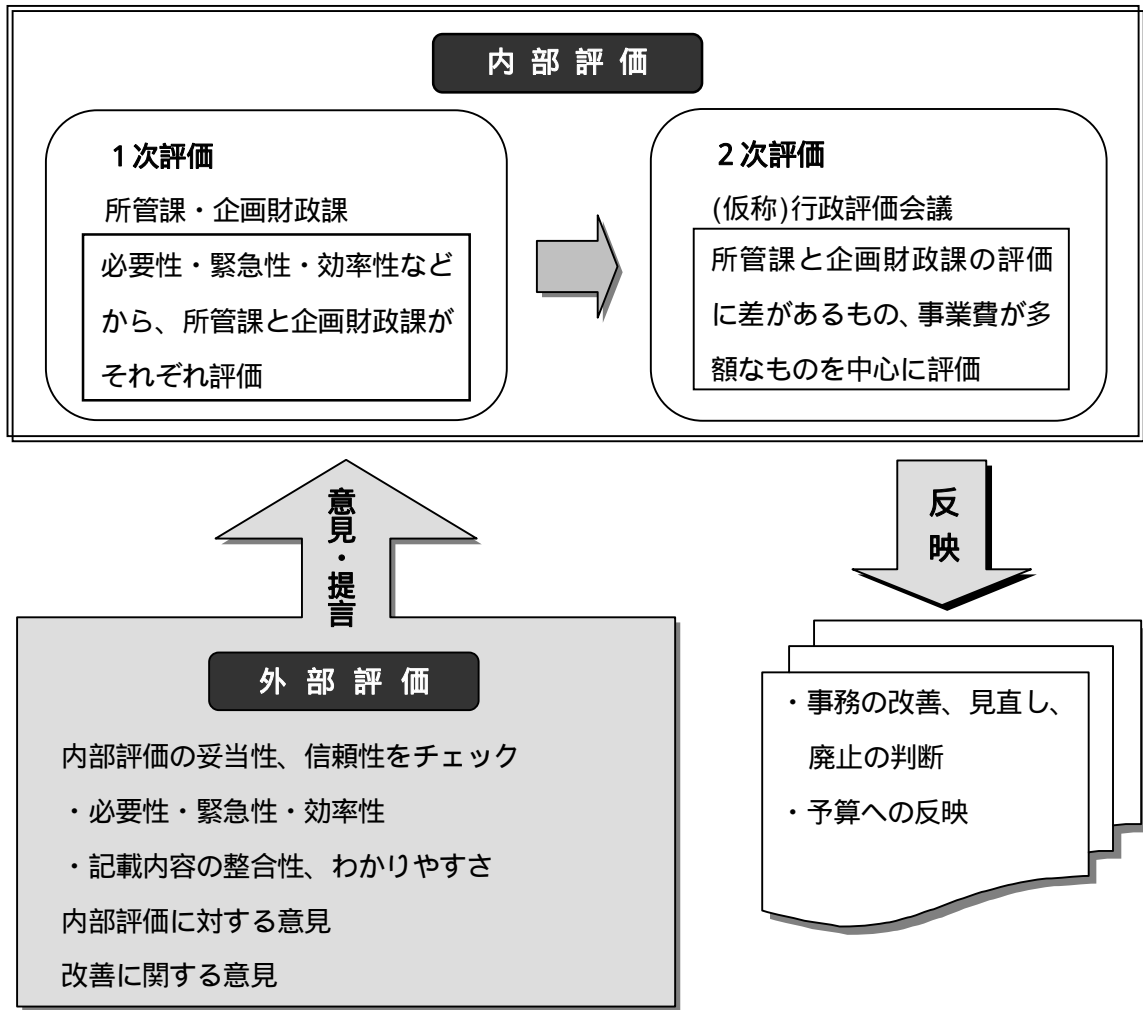 内部評価
1次評価
所管課・企画財政課
必要性・緊急性・効率性など
から、所管課と企画財政課が
それぞれ評価
2次評価
(仮称)行政評価会議
所管課と企画財政課の評価
に差があるもの、事業費が多
額なものを中心に評価
意見・提言
反映
外部評価
内部評価の妥当性、信頼性をチェック
・必要性・緊急性・効率性
・記載内容の整合性、わかりやすさ
内部評価に対する意見
改善に関する意見
・事務の改善、見直し、
廃止の判断
・予算への反映